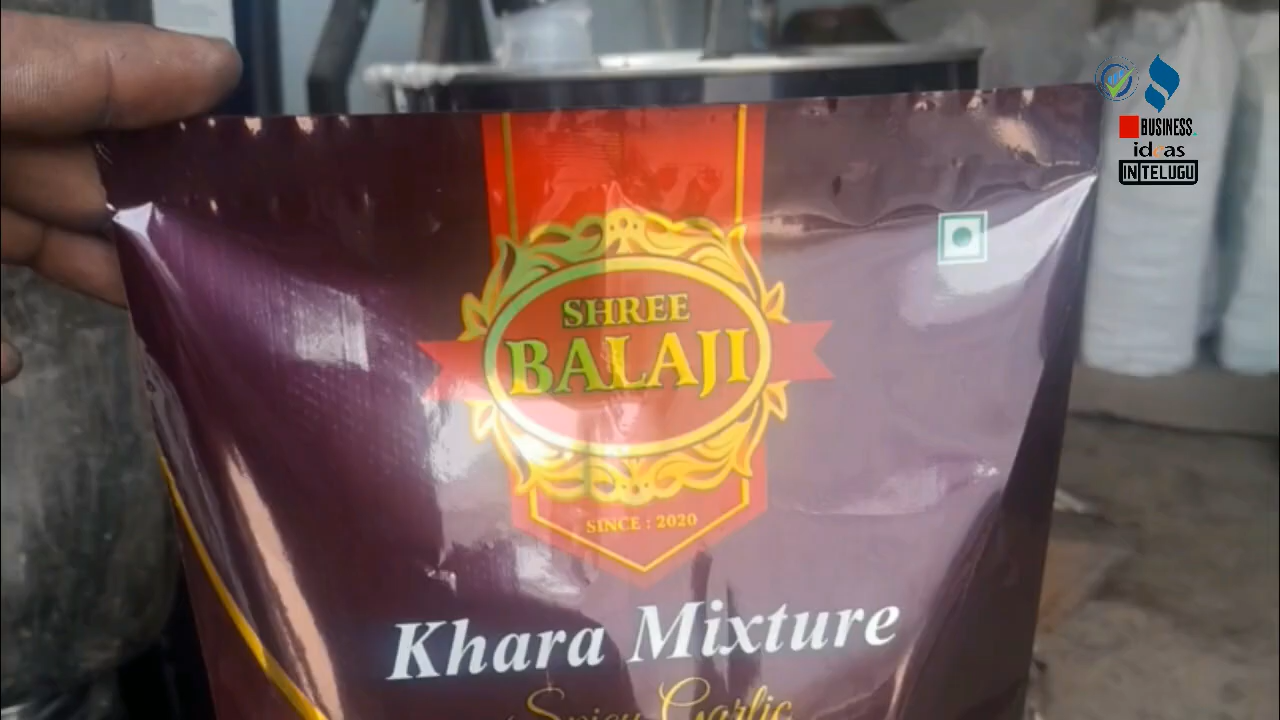 BUSINESS
ideas
IN TELUGU
SHREE
BALAJI
SINCE : 2020
Khara Mixture
Spicy Garlic